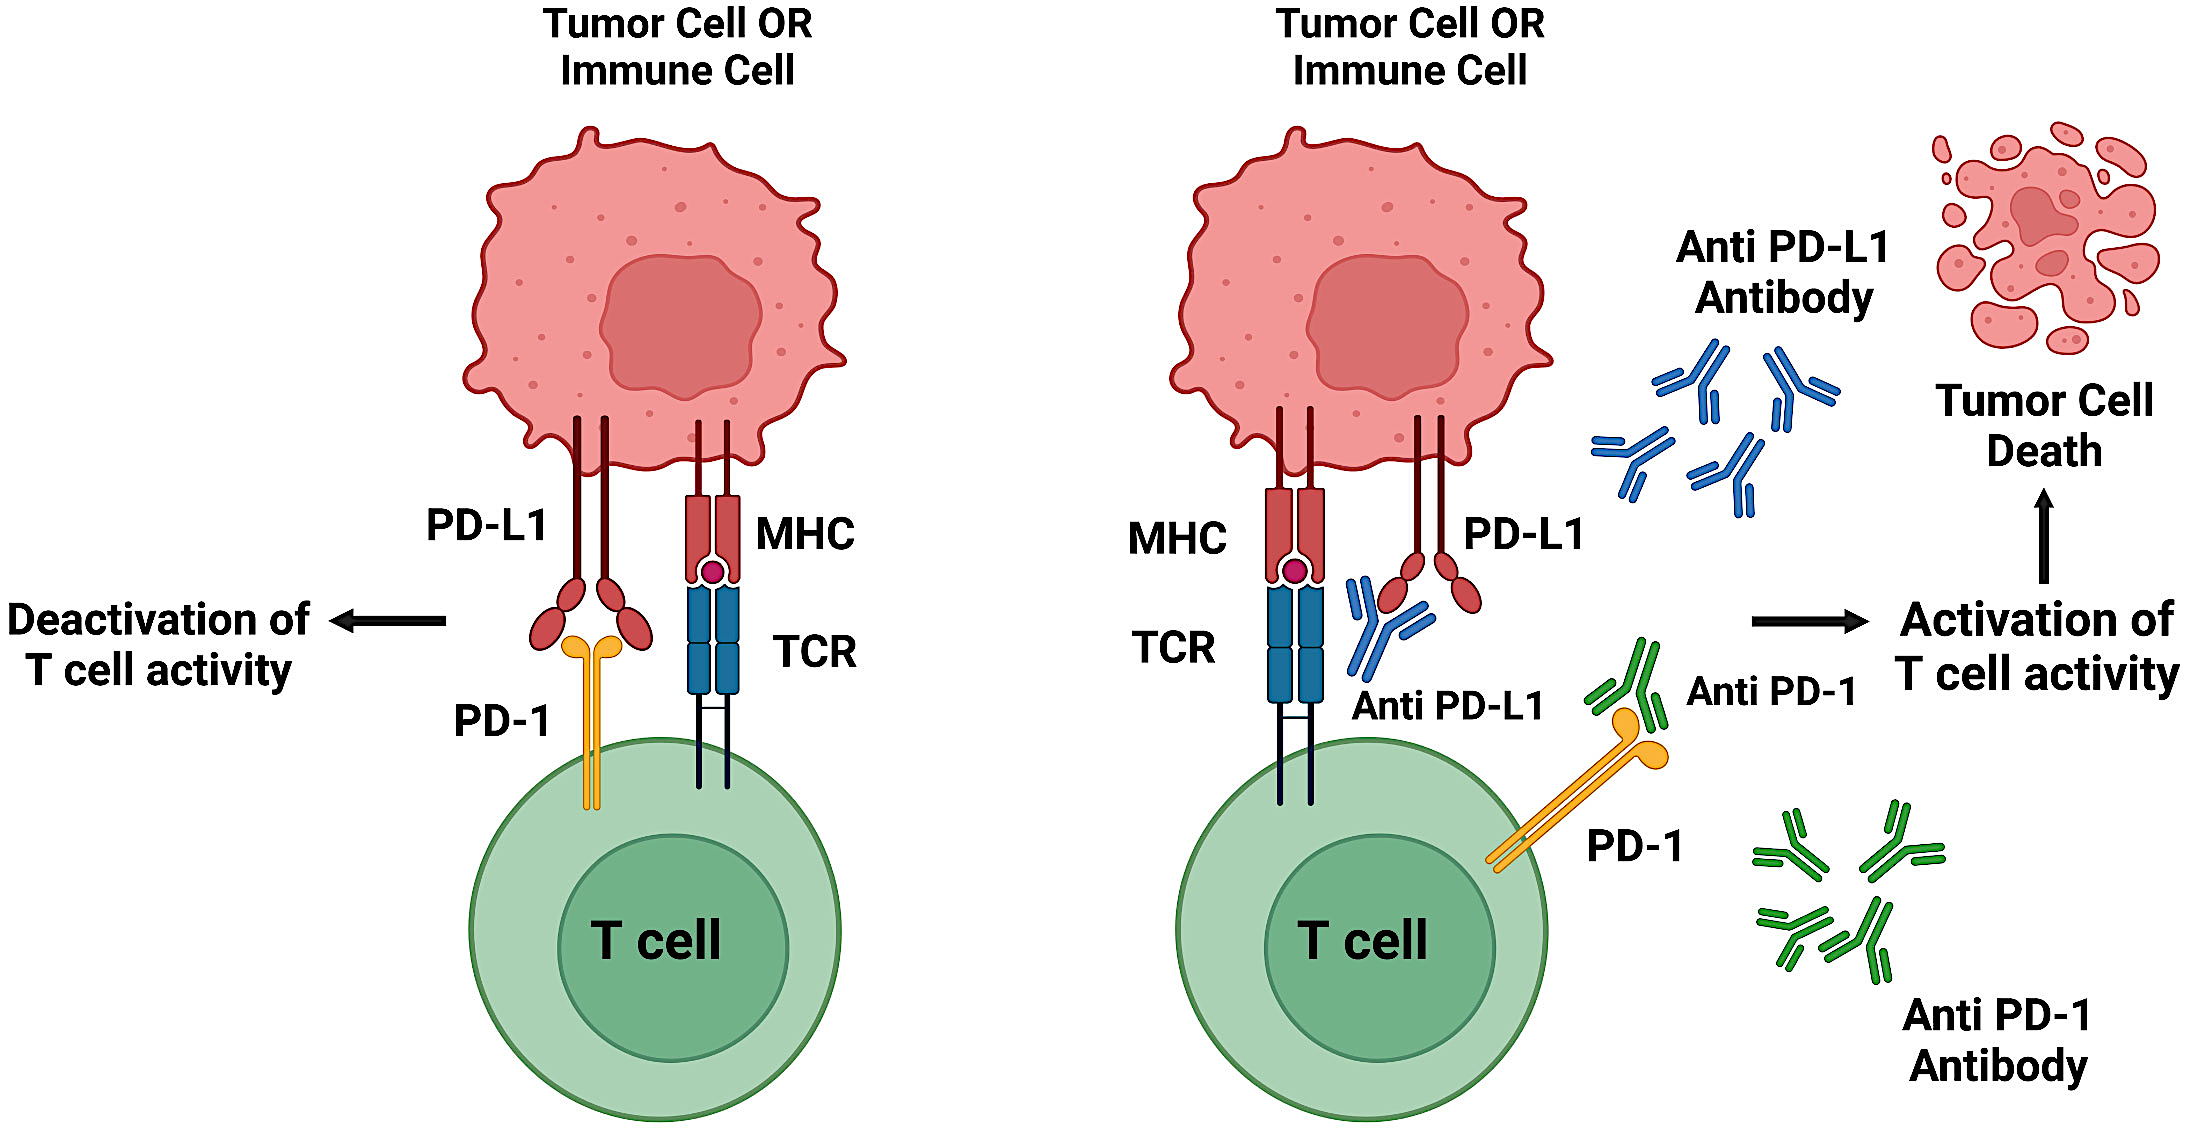 Tumor Cell OR
Immune Cell
PD-L1
MHC
Deactivation of
T cell activity
TCR
PD-1
T cell
Tumor Cell OR
Immune Cell
Anti PD-L1
Antibody
Tumor Cell
Death
MHC
PD-L1
TCR
Activation of
T cell activity
Anti PD-L1
Anti PD-1
PD-1
T cell
Anti PD-1
Antibody